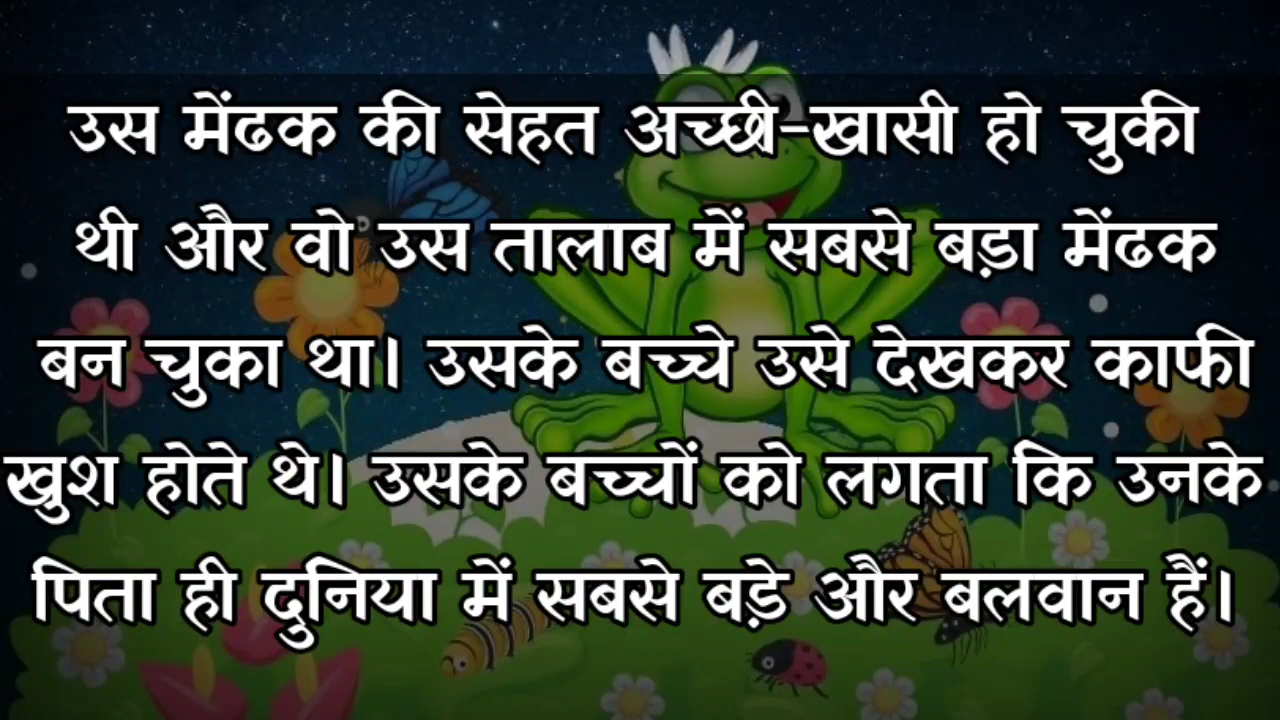 उस मेंढक की सेहत अच्छी-खासी हो चुकी
थी और वो उस तालाब में सबसे बड़ा मेंढक
बन चुका था। उसके बच्चे उसे देखकर काफी
खुश होते थे। उसके बच्चों को लगता कि उनके
पिता ही दुनिया में सबसे बड़े और बलवान हैं।